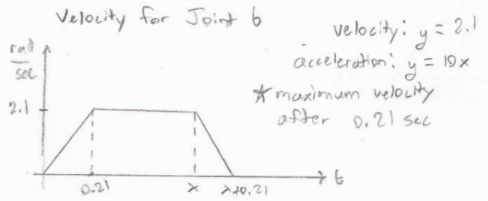 Velocity for Joint 6
velocity: y = 2.1
acceleration: y = 10x
* maximum velocity
after 0.21 sec
rad
sec
2.1
0.21
x
x+0.21
t